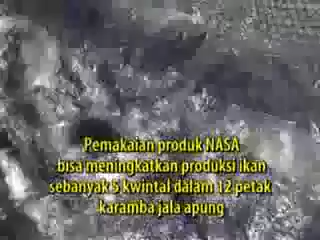 Pemakaian produk NASA
bisa meningkatkan produksi ikan
sebanyak 5 kwintal dalam 12 petak
karamba jala apung